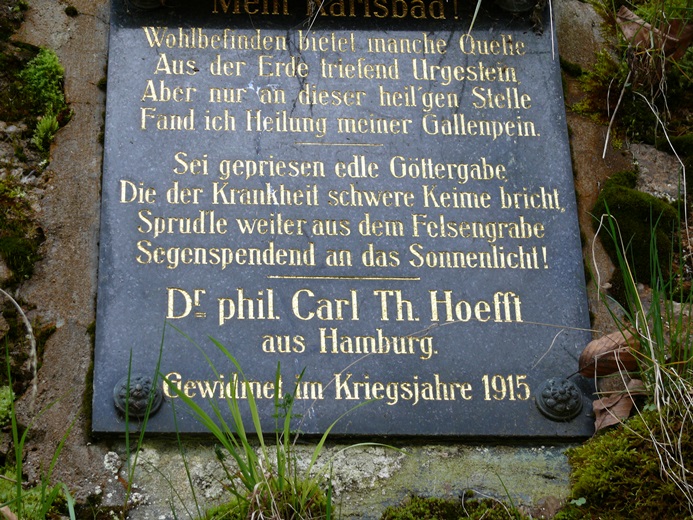 Mein Karlsbad!
Wohlbefinden bietet manche Quelle
Aus der Erde triefend Urgestein,
Aber nur an dieser heil'gen Stelle
Fand ich Heilung meiner Gallenpein.
Sei gepriesen edle Göttergabe,
Die der Krankheit schwere Keime bricht,
Sprudle weiter aus dem Felsengrabe
Segenspendend an das Sonnenlicht!
Dr. phil. Carl Th. Hoefft
aus Hamburg.
Gewidmet im Kriegsjahre 1915